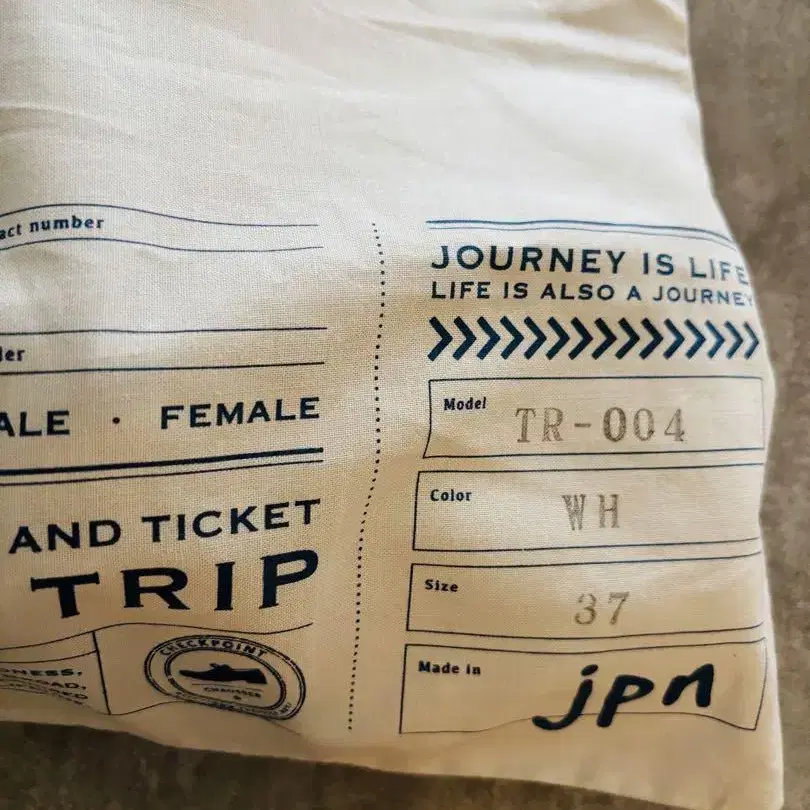 act number
der
ALE · FEMALE
AND TICKET
TRIP
CHECKPOINT
JOURNEY IS LIFE
LIFE IS ALSO A JOURNEY
Model TR-004
Color WH
Size 37
Made in jpn